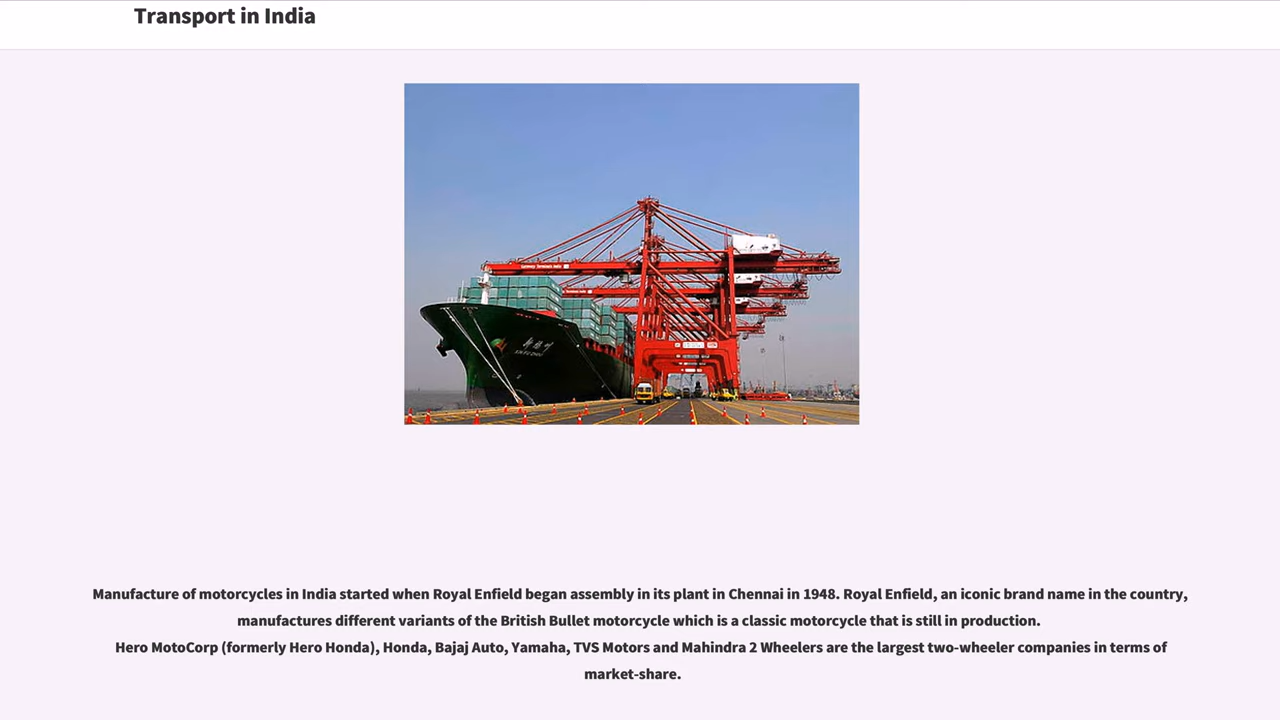 Transport in India
Manufacture of motorcycles in India started when Royal Enfield began assembly in its plant in Chennai in 1948. Royal Enfield, an iconic brand name in the country,
manufactures different variants of the British Bullet motorcycle which is a classic motorcycle that is still in production.
Hero MotoCorp (formerly Hero Honda), Honda, Bajaj Auto, Yamaha, TVS Motors and Mahindra 2 Wheelers are the largest two-wheeler companies in terms of
market-share.